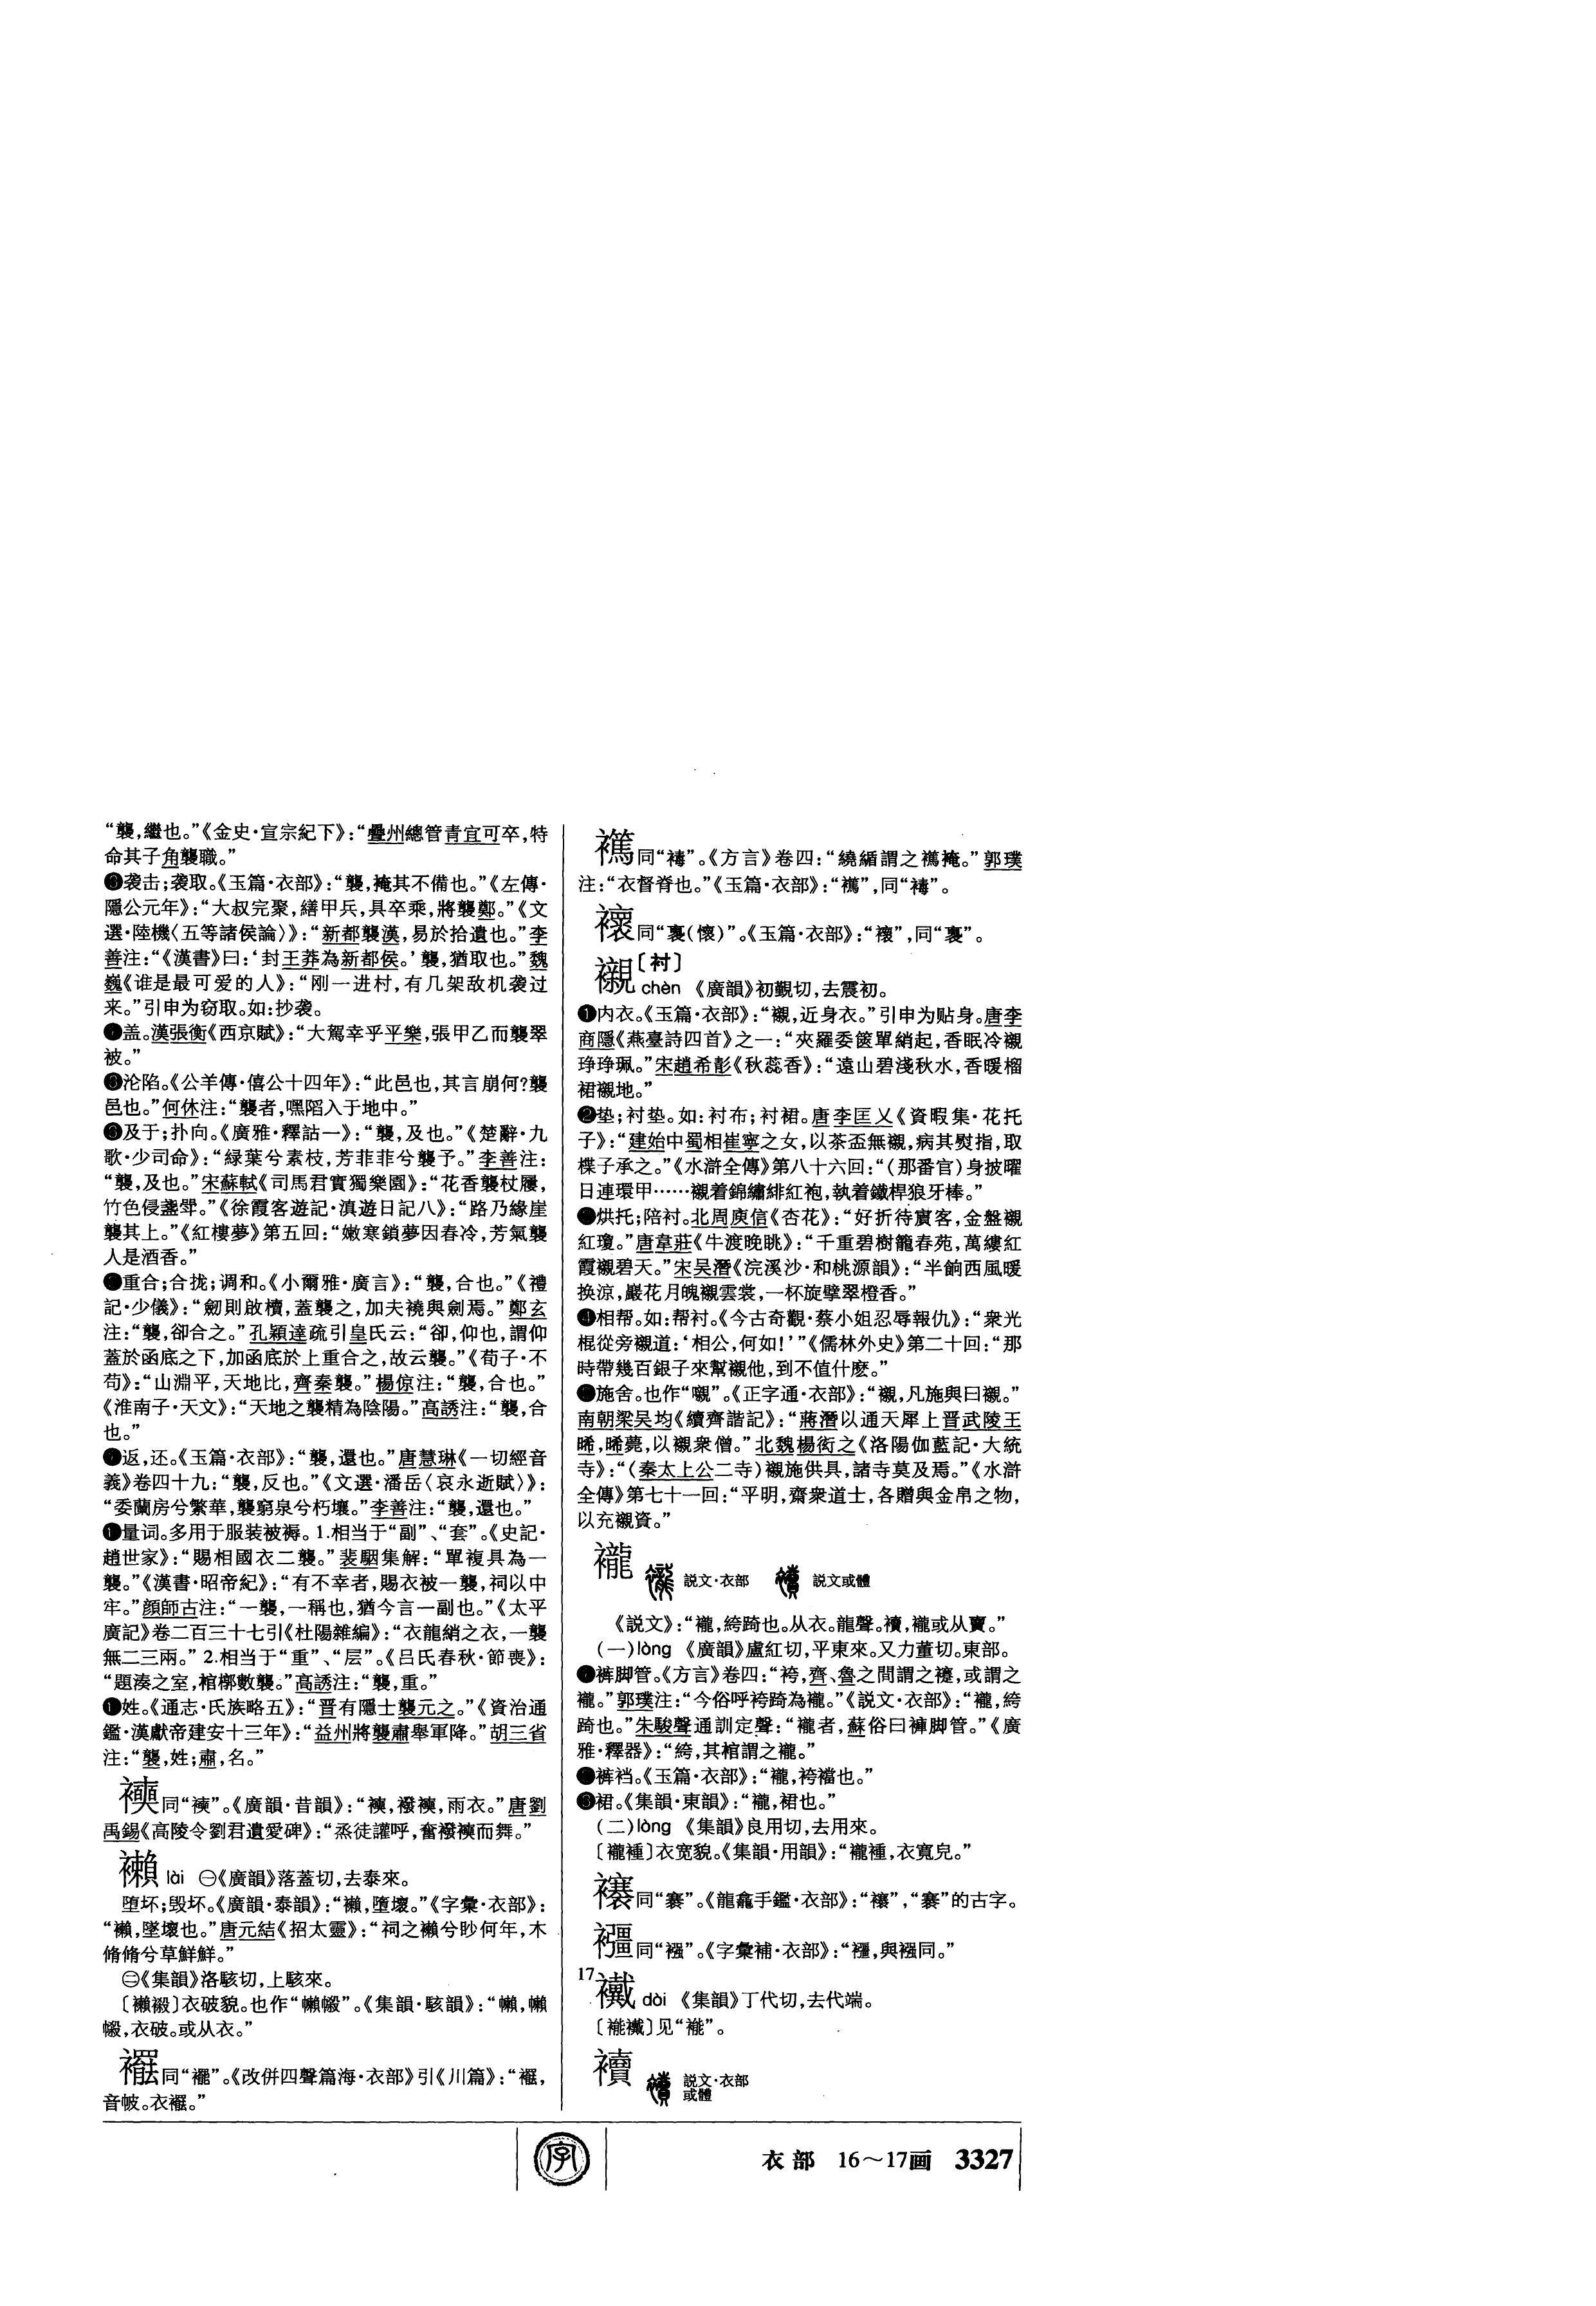 “襲，繼也。”《金史·宣宗紀下》：“疊州總管青宜可卒，特
命其子角襲職。”
袭击；袭取。《玉篇·衣部》：“襲，掩其不備也。”《左傳·
隱公元年》：“大叔完聚，繕甲兵，具卒乘，將襲鄭。”《文
選·陸機〈五等諸侯論〉》：“新都襲漢，易於拾遺也。”李
善注：“《漢書》曰：‘封王莽為新都侯。’襲，猶取也。”魏
巍《谁是最可爱的人》：“刚一进村，有几架敌机袭过
来。”引申为窃取。如：抄袭。
盖。漢張衡《西京賦》：“大駕幸乎平樂，張甲乙而襲翠
被。”
沦陷。《公羊傳·僖公十四年》：“此邑也，其言崩何？襲
邑也。”何休注：“襲者，嘿䧟入于地中。”
及于；扑向。《廣雅·釋詁一》：“襲，及也。”《楚辭·九
歌·少司命》：“緑葉兮素枝，芳菲菲兮襲予。”李善注：
“襲，及也。”宋蘇軾《司馬君實獨樂園》：“花香襲杖屨，
竹色侵盞斝。”《徐霞客遊記·滇遊日記八》：“路乃緣崖
襲其上。”《紅樓夢》第五回：“嫩寒鎖夢因春冷，芳氣襲
人是酒香。”
重合；合拢；调和。《小爾雅·廣言》：“襲，合也。”《禮
記·少儀》：“劒則啟櫝，蓋襲之，加夫襓與劍焉。”鄭玄
注：“襲，卻合之。”孔穎達疏引皇氏云：“卻，仰也，謂仰
蓋於函底之下，加函底於上重合之，故云襲。”《荀子·不
苟》：“山淵平，天地比，齊秦襲。”楊倞注：“襲，合也。”
《淮南子·天文》：“天地之襲精為陰陽。”高誘注：“襲，合
也。”
返，还。《玉篇·衣部》：“襲，還也。”唐慧琳《一切經音
義》卷四十九：“襲，反也。”《文選·潘岳〈哀永逝賦〉》：
“委蘭房兮繁華，襲窮泉兮朽壤。”李善注：“襲，還也。”
量词。多用于服装被褥。1.相当于“副”、“套”。《史記·
趙世家》：“賜相國衣二襲。”裴駰集解：“單複具為一
襲。”《漢書·昭帝紀》：“有不幸者，賜衣被一襲，祠以中
牢。”顔師古注：“一襲，一稱也，猶今言一副也。”《太平
廣記》卷二百三十七引《杜陽雜編》：“衣龍綃之衣，一襲
無二三兩。”2.相当于“重”、“层”。《吕氏春秋·節喪》：
“題湊之室，棺槨數襲。”高誘注：“襲，重。”
姓。《通志·氏族略五》：“晋有隱士襲元之。”《資治通
鑑·漢獻帝建安十三年》：“益州將襲肅舉軍降。”胡三省
注：“襲，姓；肅，名。”
同“襫”。《廣韻·昔韻》：“，襏，雨衣。”唐劉
禹錫《高陵令劉君遺愛碑》：“烝徒讙呼，奮襏而舞。”
襰 lài ㊀《廣韻》落蓋切，去泰來。
堕坏；毁坏。《廣韻·泰韻》：“襰，墮壞。”《字彙·衣部》：
“襰，墜壞也。”唐元結《招太靈》：“祠之襰兮眇何年，木
脩脩兮草鮮鮮。”
㊁《集韻》洛駭切，上駭來。
〔襰〕衣破貌。也作“㠣”。《集韻·駭韻》：“㠣，㠣
，衣破。或从衣。”
同“襬”。《改併四聲篇海·衣部》引《川篇》：“，
音帔。衣。”
同“襑”。《方言》卷四：“繞緧謂之䙪裺。”郭璞
注：“衣督脊也。”《玉篇·衣部》：“䙪”，同“”。
䙿同“褱（懷）”。《玉篇·衣部》：“”，同“褱”。
襯〔衬〕
chèn 《廣韻》初覲切，去震初。
❶内衣。《玉篇·衣部》：“襯，近身衣。”引申为贴身。唐李
商隱《燕臺詩四首》之一：“夾羅委篋單綃起，香眠冷襯
琤琤珮。”宋趙希彭《秋蕊香》：“遠山碧淺秋水，香暖榴
裙襯地。”
❷垫；衬垫。如：衬布；衬裙。唐李匡乂《資暇集·花托
子》：“建始中蜀相崔寧之女，以茶盃無襯，病其熨指，取
楪子承之。”《水滸全傳》第八十六回：“（那番官）身披曜
日連環甲……襯着錦繡緋紅袍，執着鐵桿狼牙棒。”
烘托；陪衬。北周庾信《杏花》：“好折待賓客，金盤襯
紅瓊。”唐韋莊《牛渡晚眺》：“千重碧樹籠春苑，萬縷紅
霞襯碧天。”宋吴潛《浣溪沙·和桃源韻》：“半餉西風暖
换涼，巖花月魄襯雲裳，一杯旋擘翠橙香。”
❹相帮。如：帮衬。《今古奇觀·蔡小姐忍辱報仇》：“衆光
棍從旁襯道：‘相公，何如！’”《儒林外史》第二十回：“那
時帶幾百銀子來幫襯他，到不值什麽。”
施舍。也作“嚫”。《正字通·衣部》：“襯，凡施與曰襯。”
南朝梁吴均《續齊諧記》：“蔣潛以通天犀上晋武陵王
晞，晞薨，以襯衆僧。”北魏楊衒之《洛陽伽藍記·大統
寺》：“（秦太上公二寺）襯施供具，諸寺莫及焉。”《水滸
全傳》第七十一回：“平明，齋衆道士，各贈與金帛之物，
以充襯資。”
襱 説文·衣部 説文或體
《説文》：“襱，絝踦也。从衣。龍聲。襩，襱或从賣。”
（一）lòng 《廣韻》盧紅切，平東來。又力董切。東部。
裤脚管。《方言》卷四：“袴，齊、魯之間謂之䙭，或謂之
襱。”郭璞注：“今俗呼袴踦為襱。”《説文·衣部》：“襱，絝
踦也。”朱駿聲通訓定聲：“襱者，蘇俗曰褲脚管。”《廣
雅·釋器》：“絝，其䘾謂之襱。”
裤裆。《玉篇·衣部》：“襱，袴襠也。”
❸裙。《集韻·東韻》：“襱，裙也。”
（二）lòng 《集韻》良用切，去用來。
〔襱褈〕衣宽貌。《集韻·用韻》：“襱褈，衣寬皃。”
同“褰”。《龍龕手鑑·衣部》：“”，“褰”的古字。
同“襁”。《字彙補·衣部》：“，與襁同。”
17
襶 dòi 《集韻》丁代切，去代端。
〔褦襶〕见“褦”。
襩 説文·衣部
或體
字
衣部 16～17画 3327